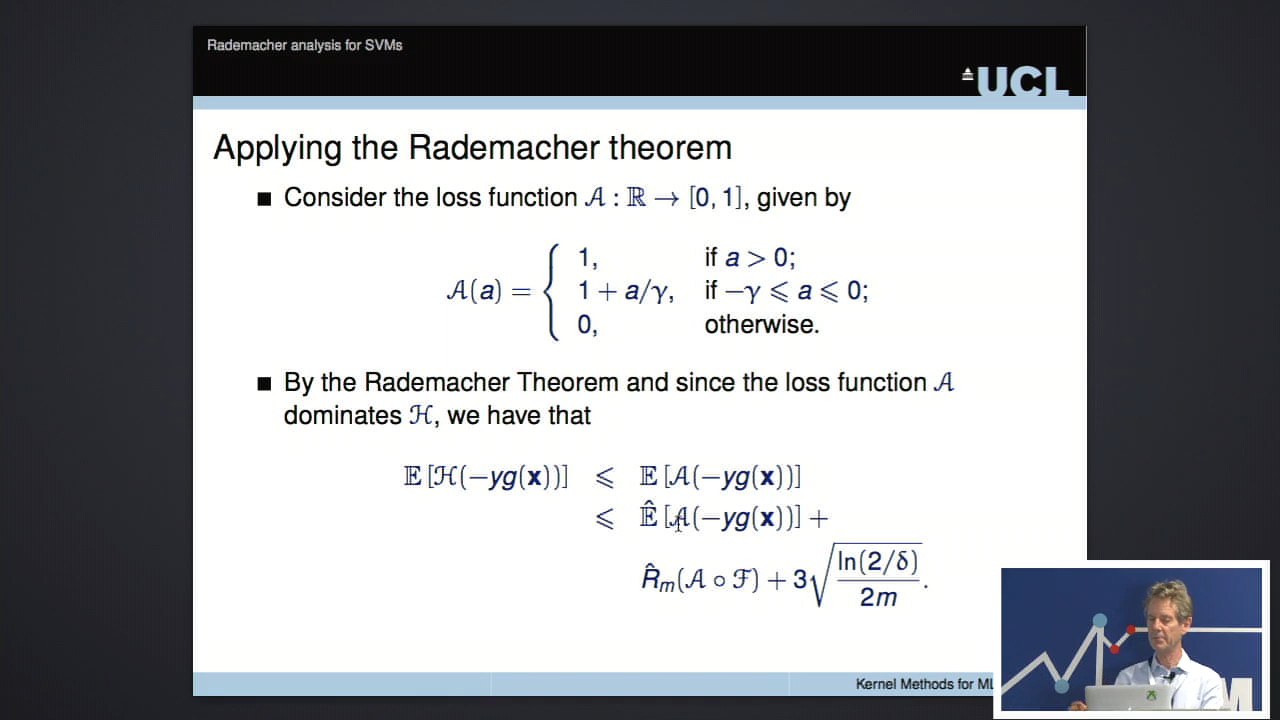 Rademacher analysis for SVMs
UCL
Applying the Rademacher theorem
■ Consider the loss function 𝒜 : ℝ → [0, 1], given by
𝒜(a) = { 1, if a > 0;
1 + a/γ, if −γ ⩽ a ⩽ 0;
0, otherwise.
■ By the Rademacher Theorem and since the loss function 𝒜
dominates ℋ, we have that
𝔼[ℋ(−yg(𝐱))] ⩽ 𝔼[𝒜(−yg(𝐱))]
⩽ 𝔼̂[𝒜(−yg(𝐱))] +
R̂ₘ(𝒜 ∘ ℱ) + 3√(ln(2/δ)/2m).
Kernel Methods for ML